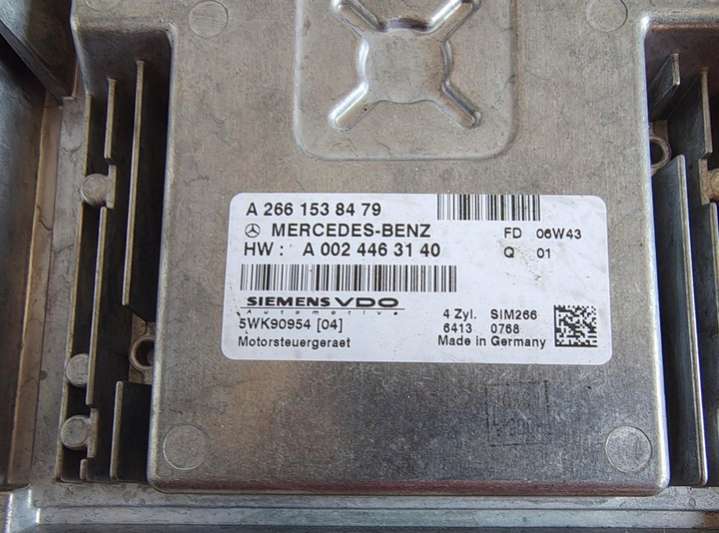 A 266 153 84 79
MERCEDES-BENZ
FD 06W43
HW : A 002 446 31 40
Q 01
SIEMENS VDO
Automotive
4 Zyl. SIM266
5WK90954 [04]
6413 0768
Motorsteuergeraet
Made in Germany